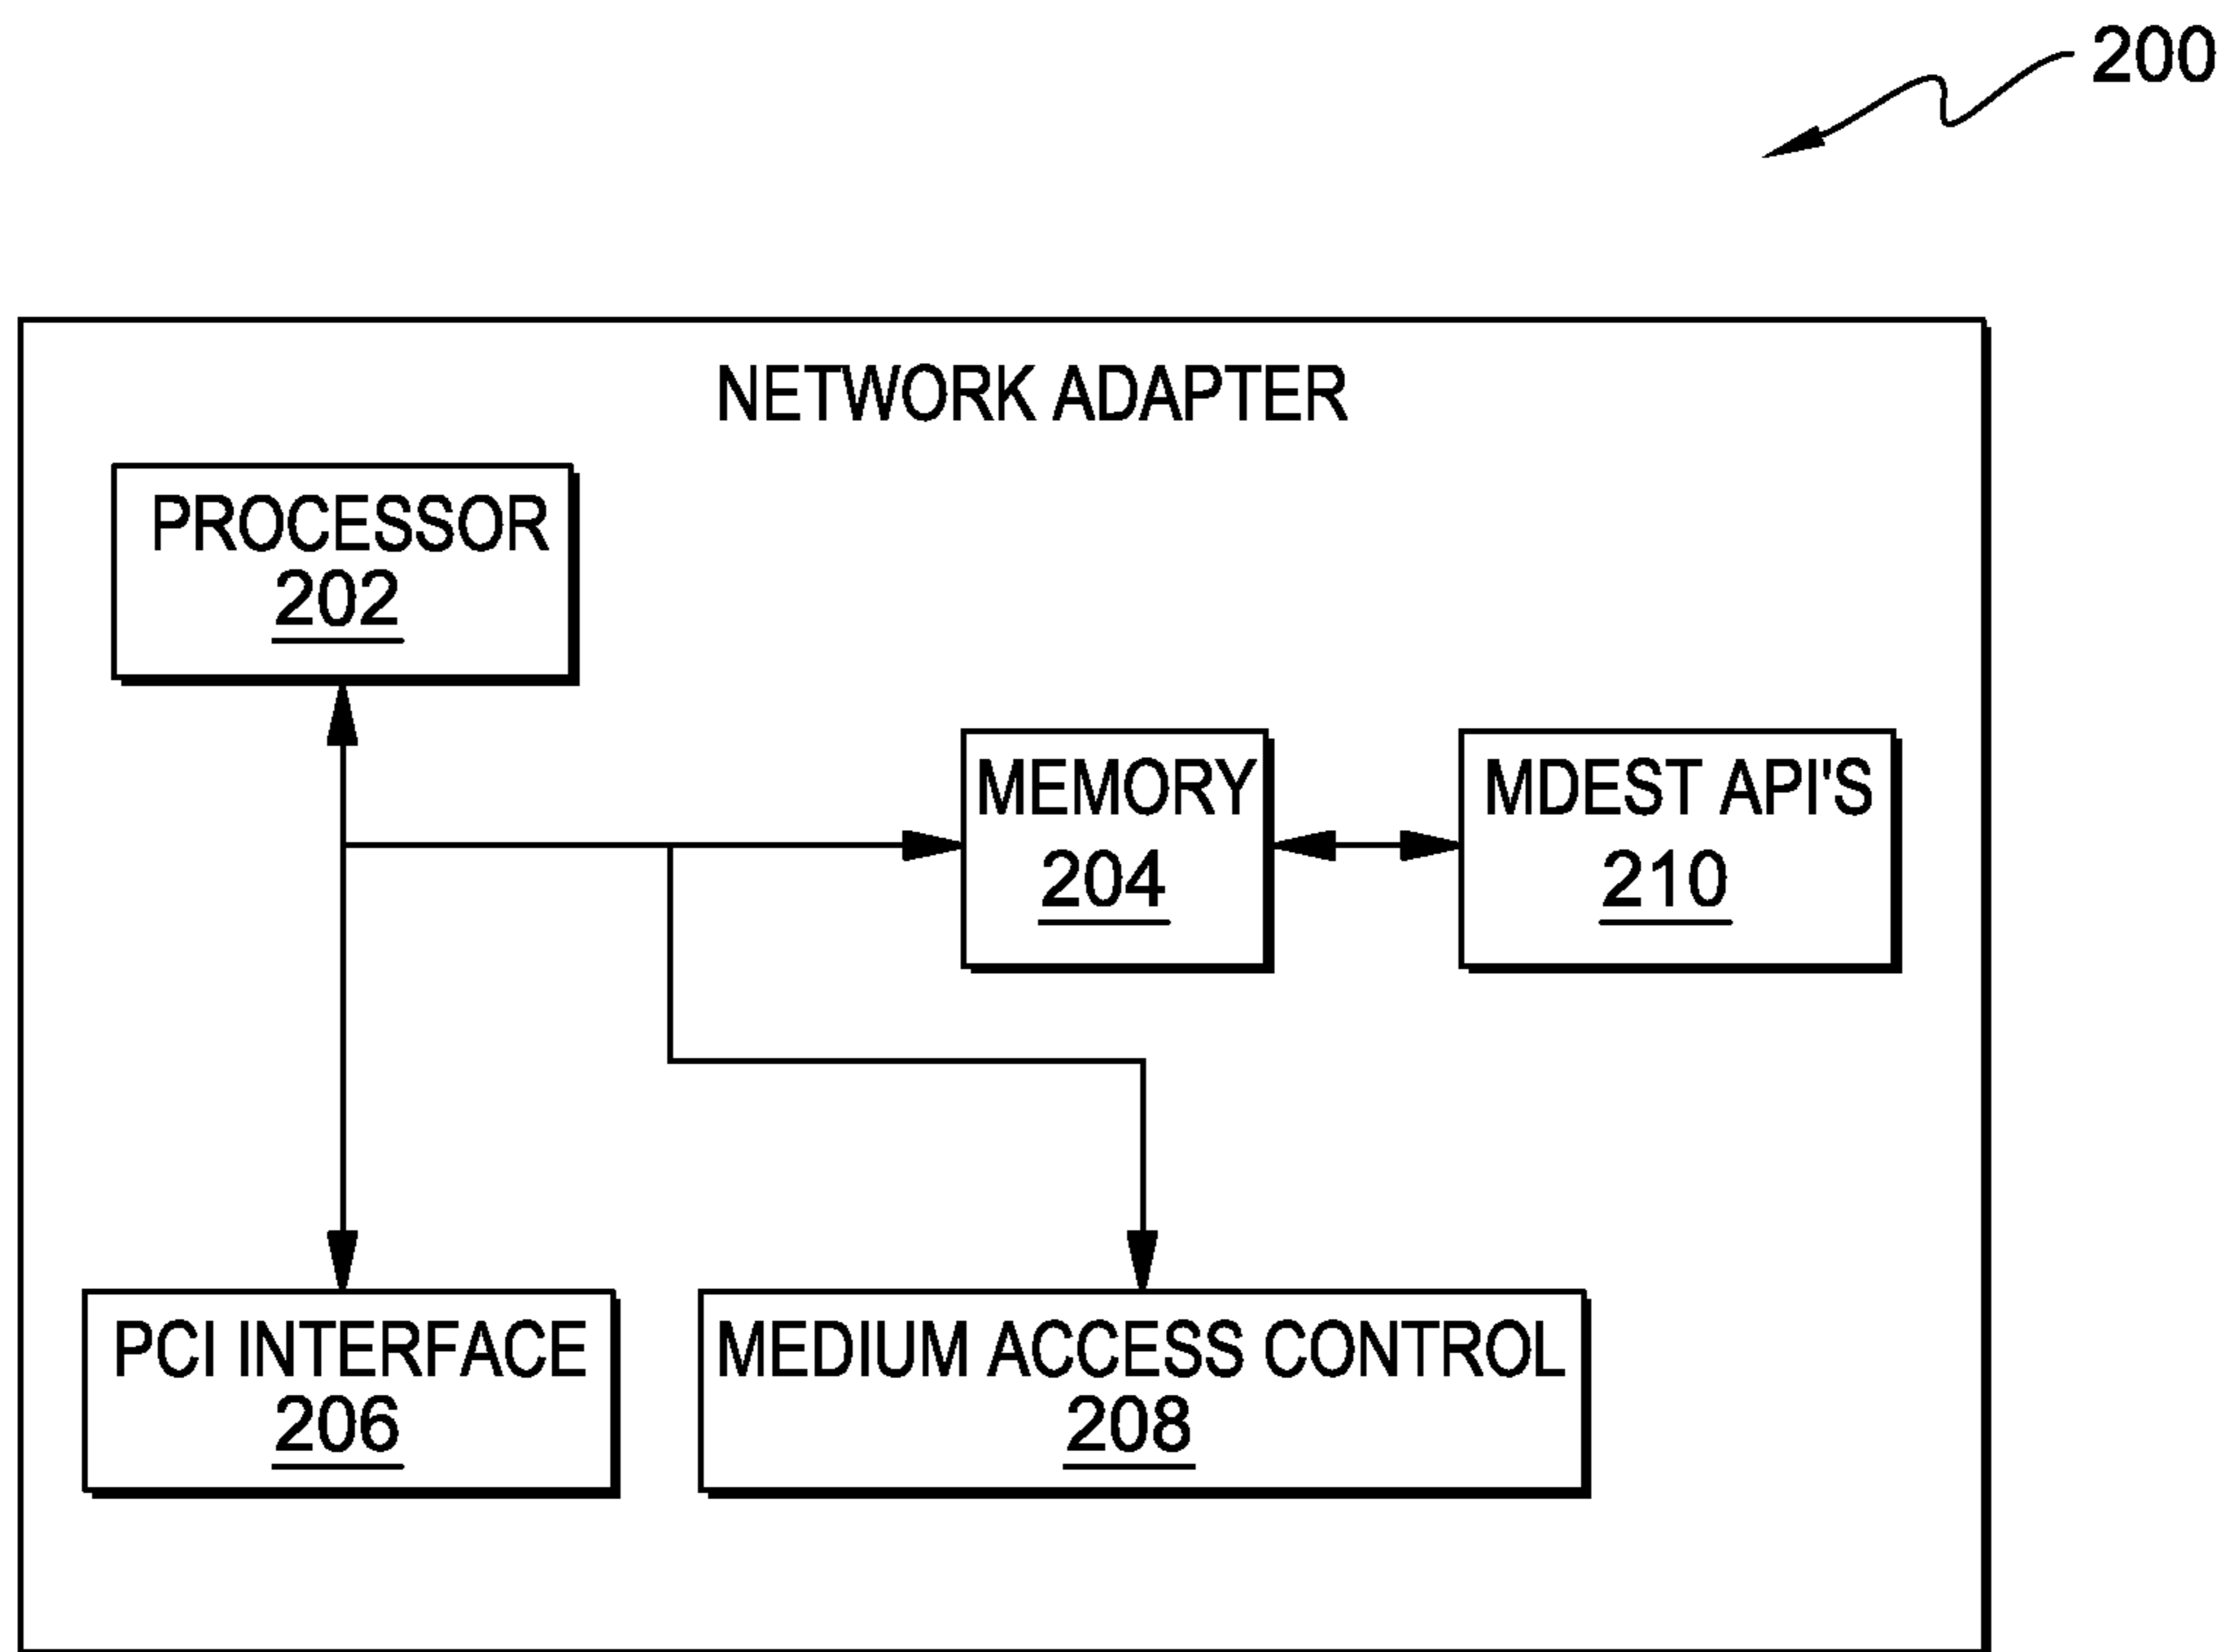 200
NETWORK ADAPTER
PROCESSOR
202
MEMORY
204
MDEST API'S
210
PCI INTERFACE
206
MEDIUM ACCESS CONTROL
208